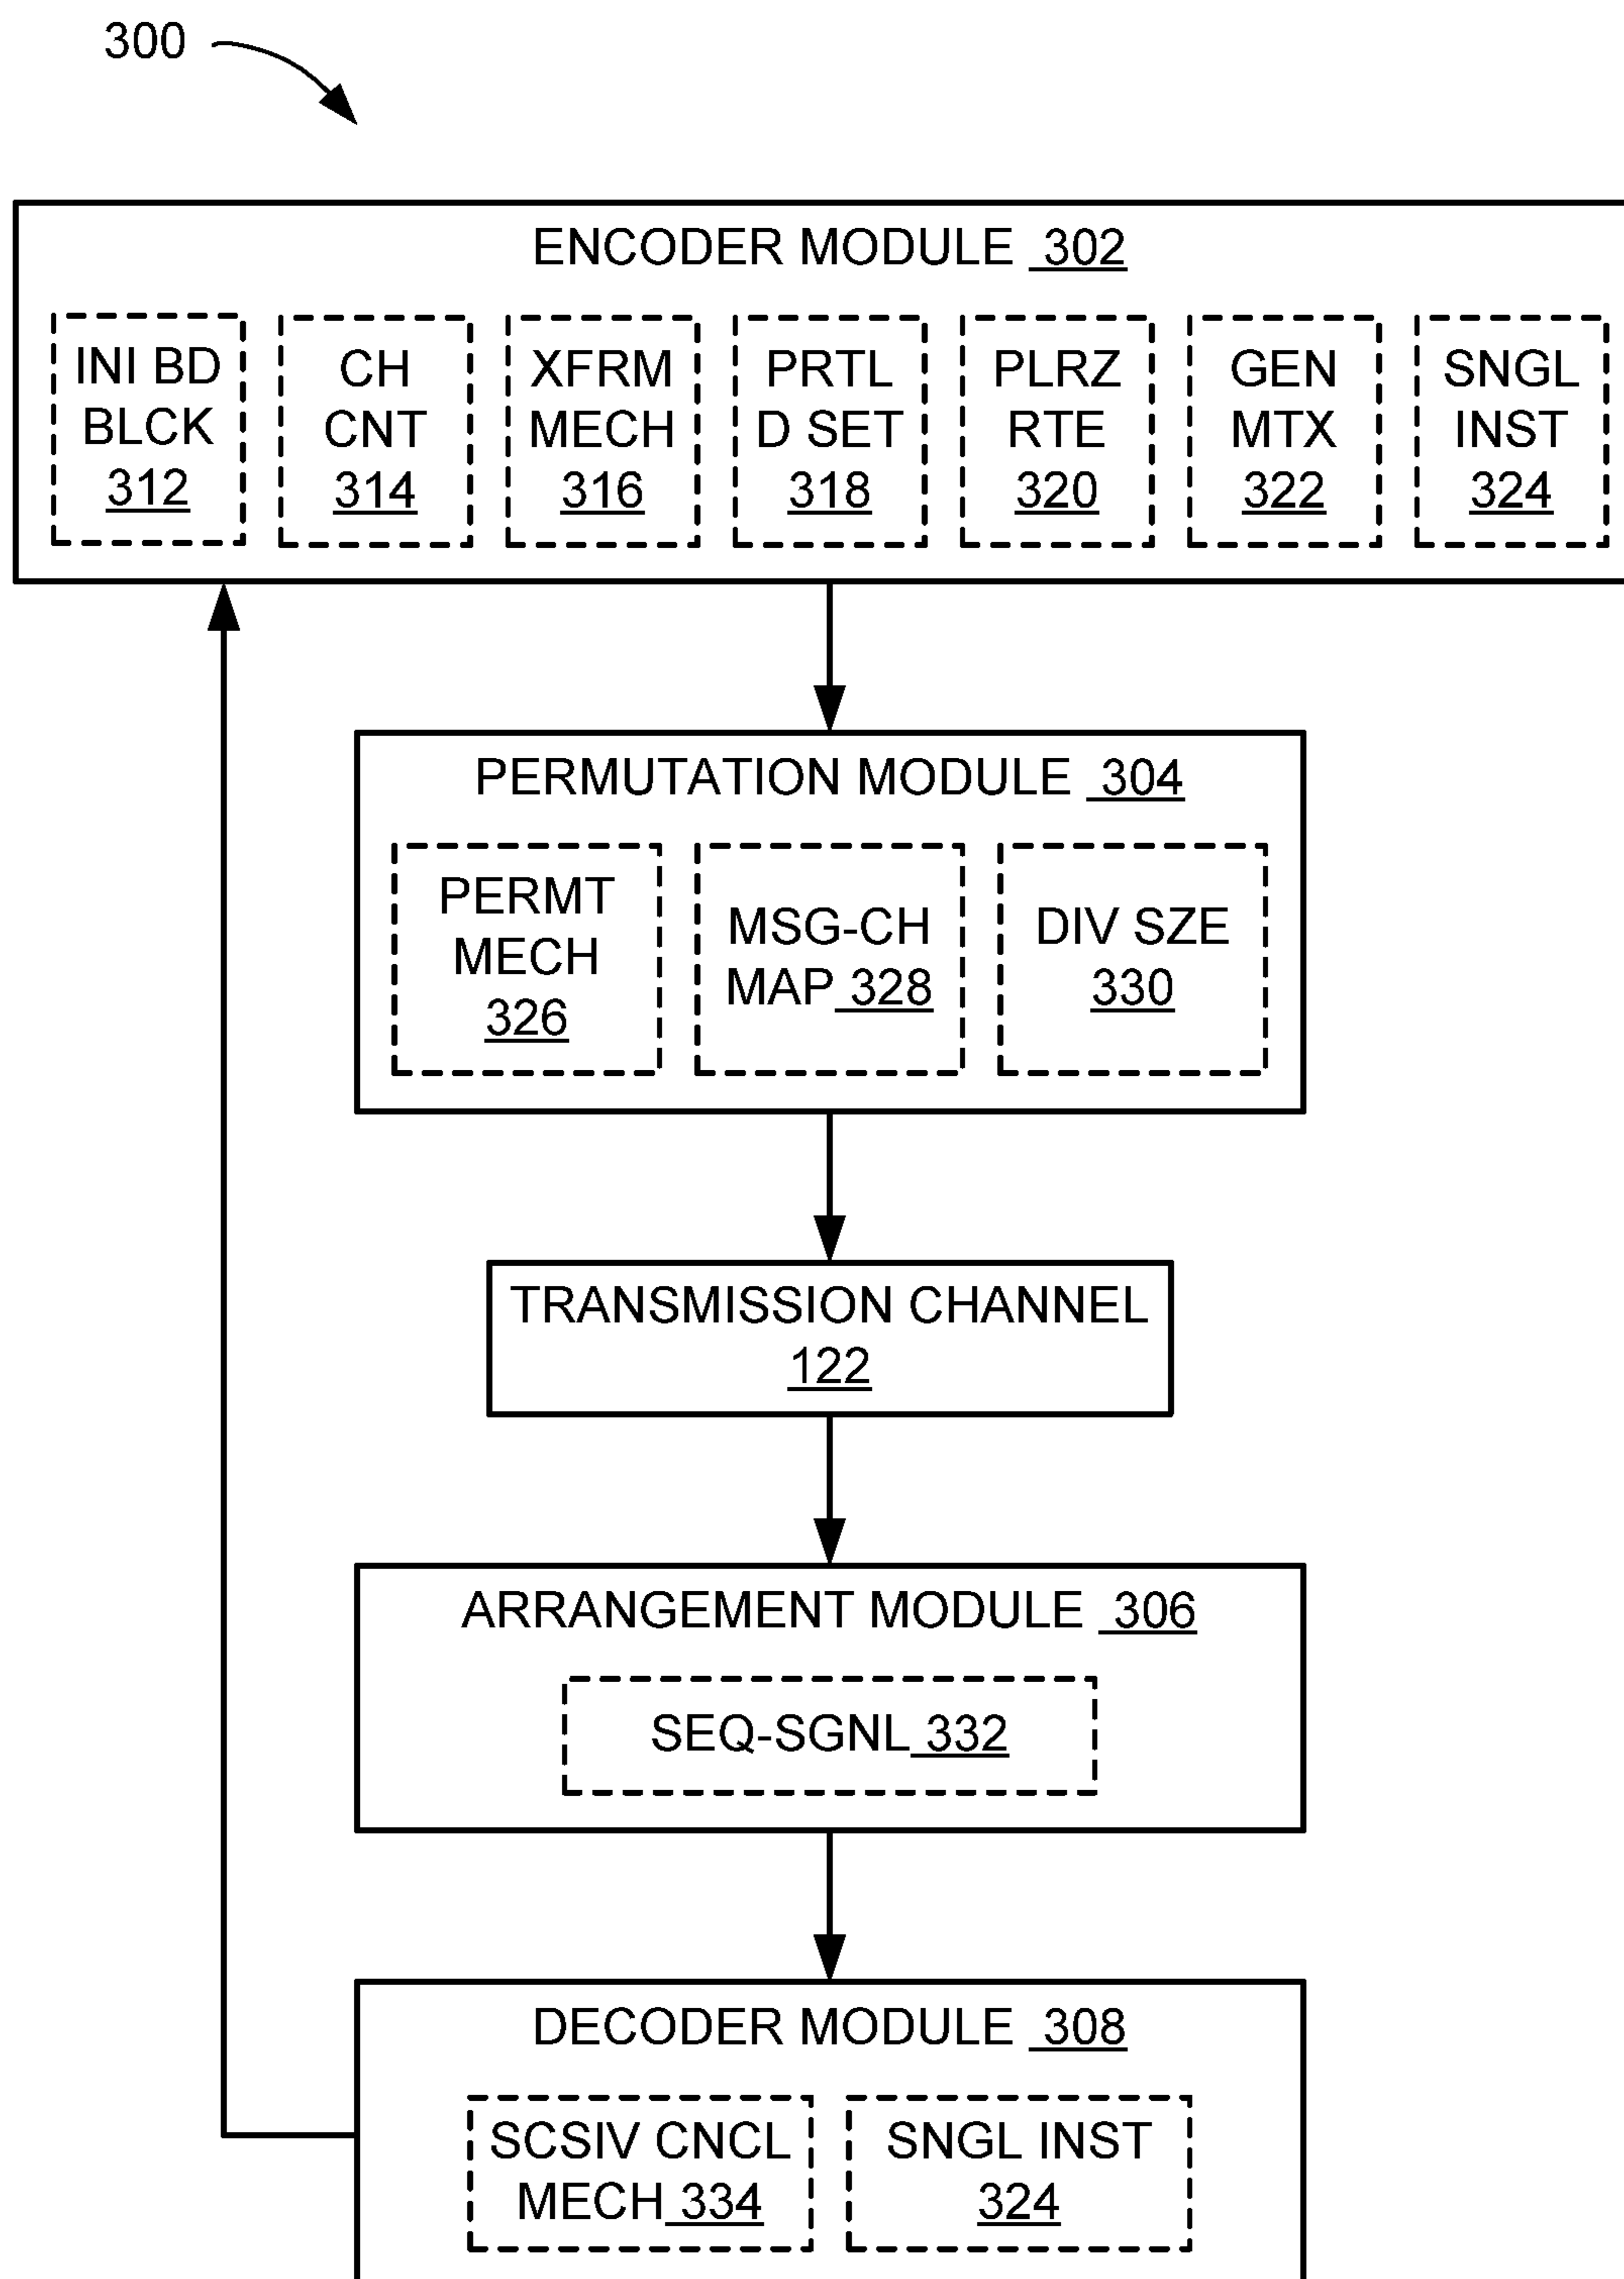 300
ENCODER MODULE 302
INI BD
BLCK
312
CH
CNT
314
XFRM
MECH
316
PRTL
D SET
318
PLRZ
RTE
320
GEN
MTX
322
SNGL
INST
324
PERMUTATION MODULE 304
PERMT
MECH
326
MSG-CH
MAP 328
DIV SZE
330
TRANSMISSION CHANNEL
122
ARRANGEMENT MODULE 306
SEQ-SGNL 332
DECODER MODULE 308
SCSIV CNCL
MECH 334
SNGL INST
324